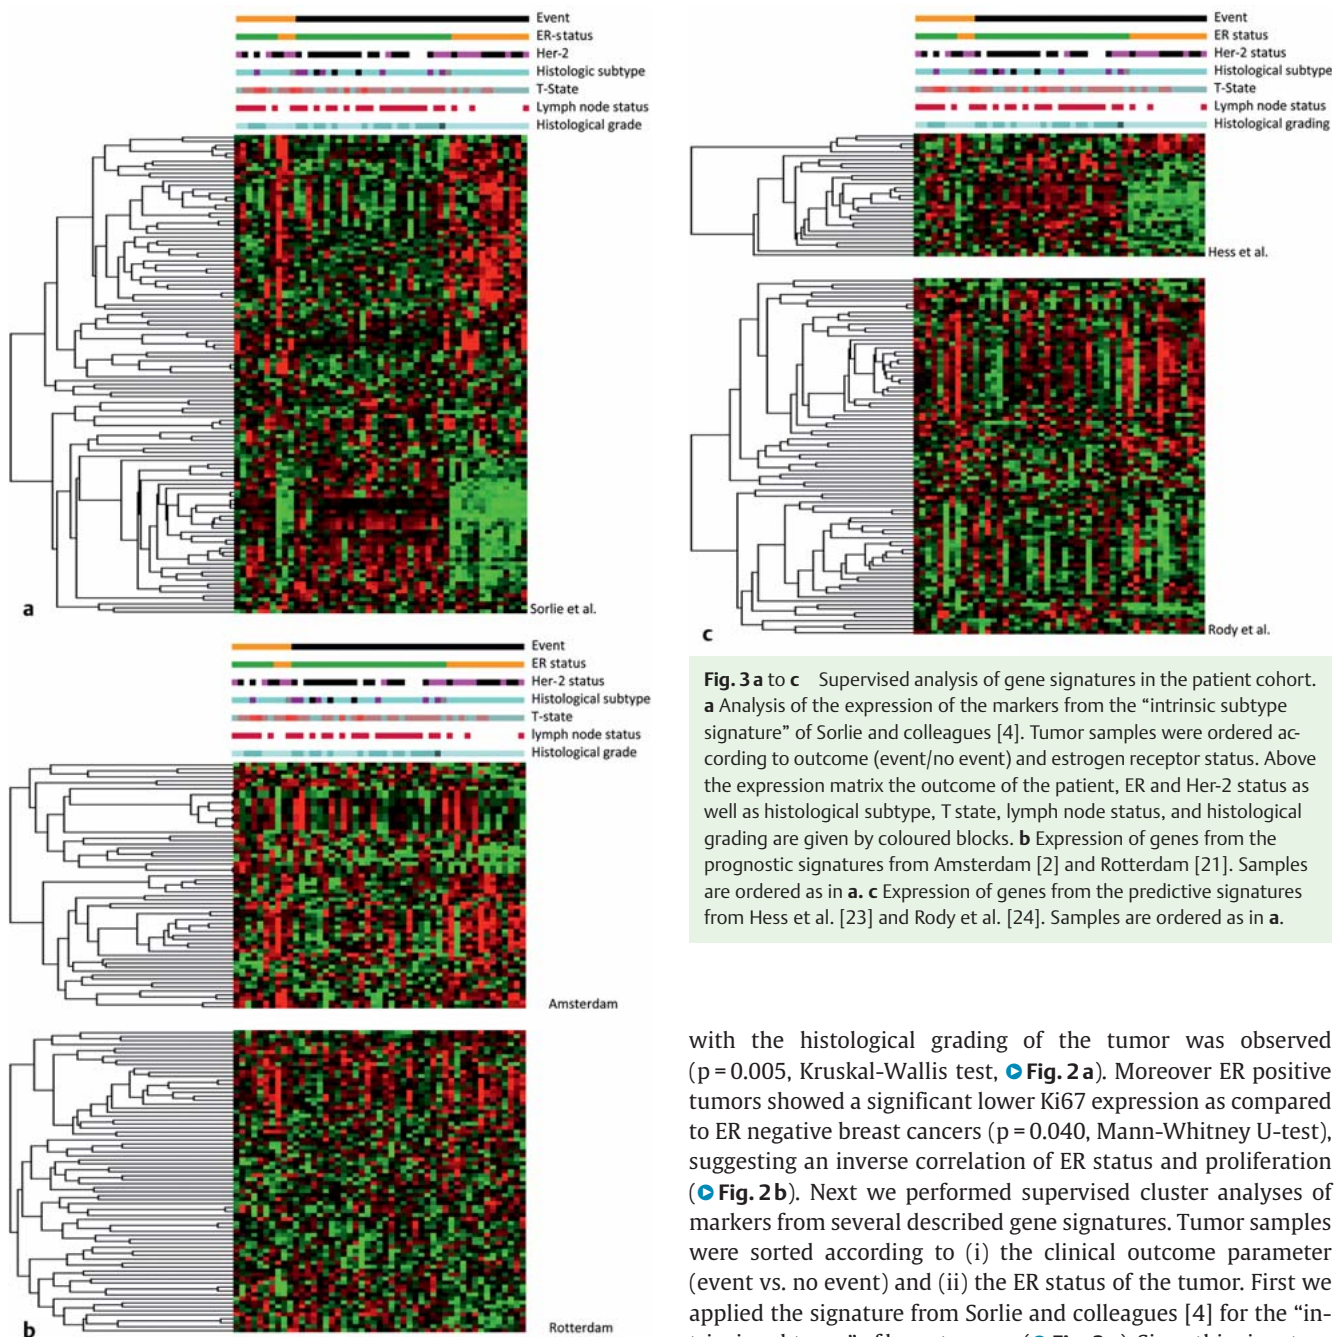 Event
ER-status
Her-2
Histologic subtype
T-State
Lymph node status
Histological grade
a
Sorlie et al.
Event
ER status
Her-2 status
Histological subtype
T-state
lymph node status
Histological grade
Amsterdam
b
Rotterdam
Event
ER status
Her-2 status
Histological subtype
T-State
Lymph node status
Histological grading
Hess et al.
c
Rody et al.
Fig. 3 a to c Supervised analysis of gene signatures in the patient cohort.
a Analysis of the expression of the markers from the “intrinsic subtype
signature” of Sorlie and colleagues [4]. Tumor samples were ordered ac-
cording to outcome (event/no event) and estrogen receptor status. Above
the expression matrix the outcome of the patient, ER and Her-2 status as
well as histological subtype, T state, lymph node status, and histological
grading are given by coloured blocks. b Expression of genes from the
prognostic signatures from Amsterdam [2] and Rotterdam [21]. Samples
are ordered as in a. c Expression of genes from the predictive signatures
from Hess et al. [23] and Rody et al. [24]. Samples are ordered as in a.
with the histological grading of the tumor was observed
(p = 0.005, Kruskal-Wallis test, Fig. 2 a). Moreover ER positive
tumors showed a significant lower Ki67 expression as compared
to ER negative breast cancers (p = 0.040, Mann-Whitney U-test),
suggesting an inverse correlation of ER status and proliferation
(Fig. 2 b). Next we performed supervised cluster analyses of
markers from several described gene signatures. Tumor samples
were sorted according to (i) the clinical outcome parameter
(event vs. no event) and (ii) the ER status of the tumor. First we
applied the signature from Sorlie and colleagues [4] for the “in-